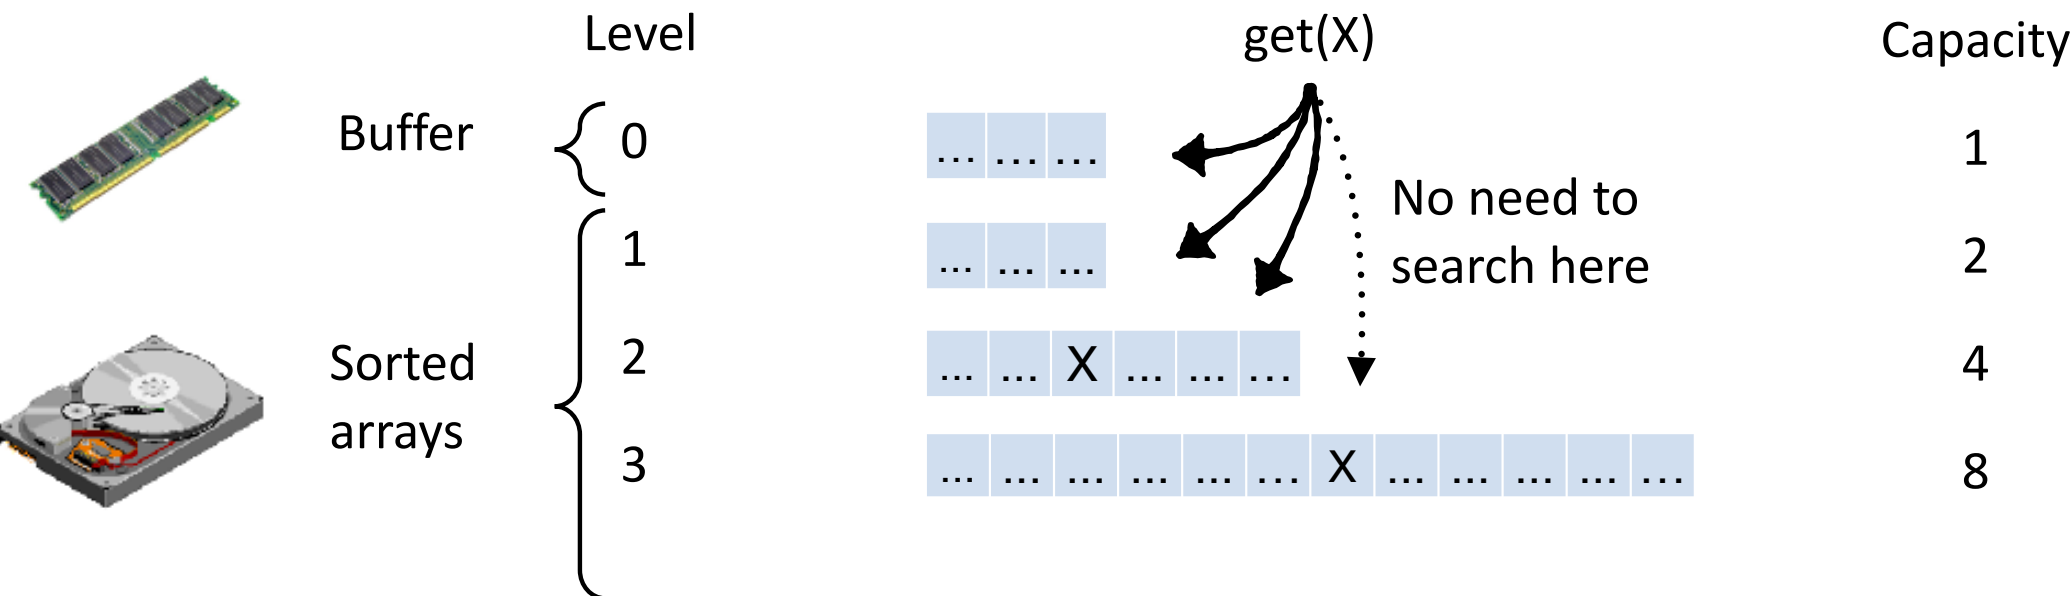 Level get(X) Capacity
Buffer 0 ... ... ... 1
1 ... ... ... 2
No need to
search here
Sorted
arrays
2 ... ... X ... ... ... 4
3 ... ... ... ... ... ... X ... ... ... ... ... 8